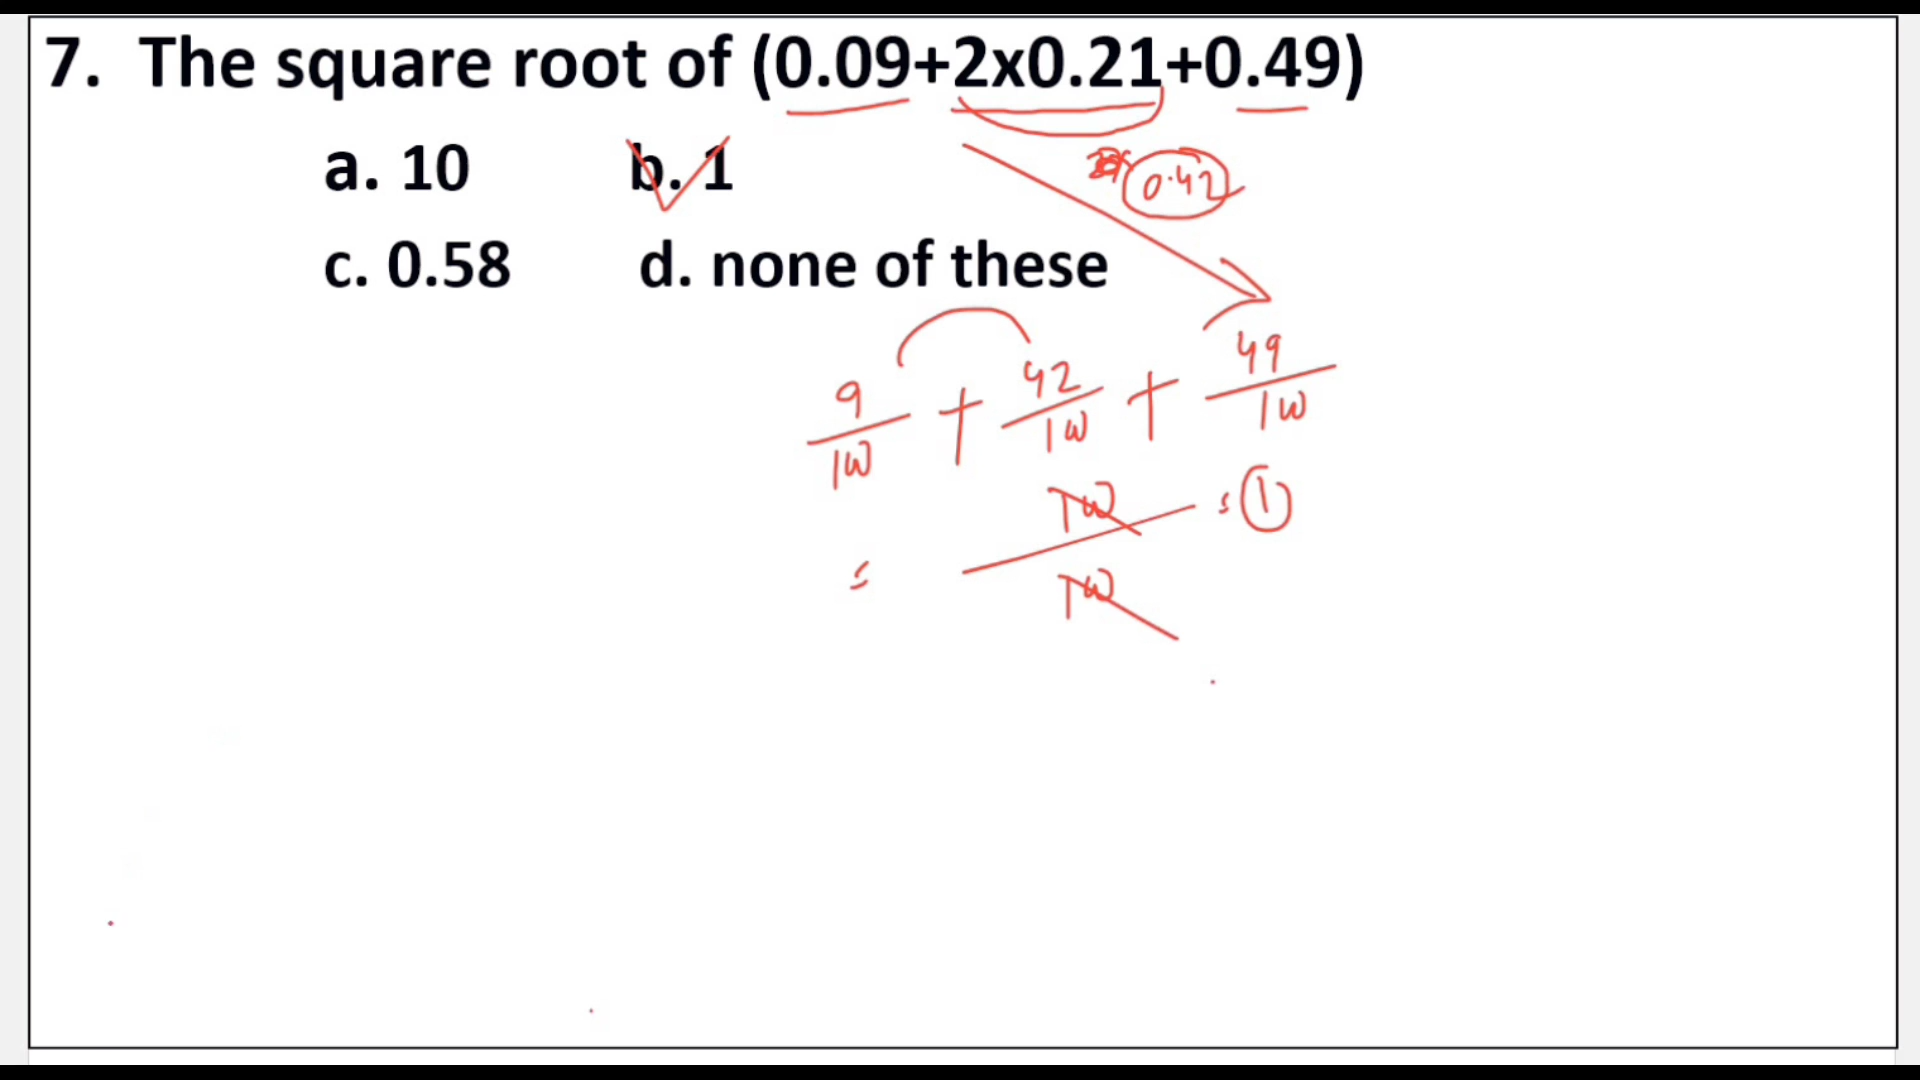 7. The square root of (0.09+2x0.21+0.49)
a. 10 b. 1
0.42
c. 0.58 d. none of these
9/100 + 42/100 + 49/100
= 100/100 = 1